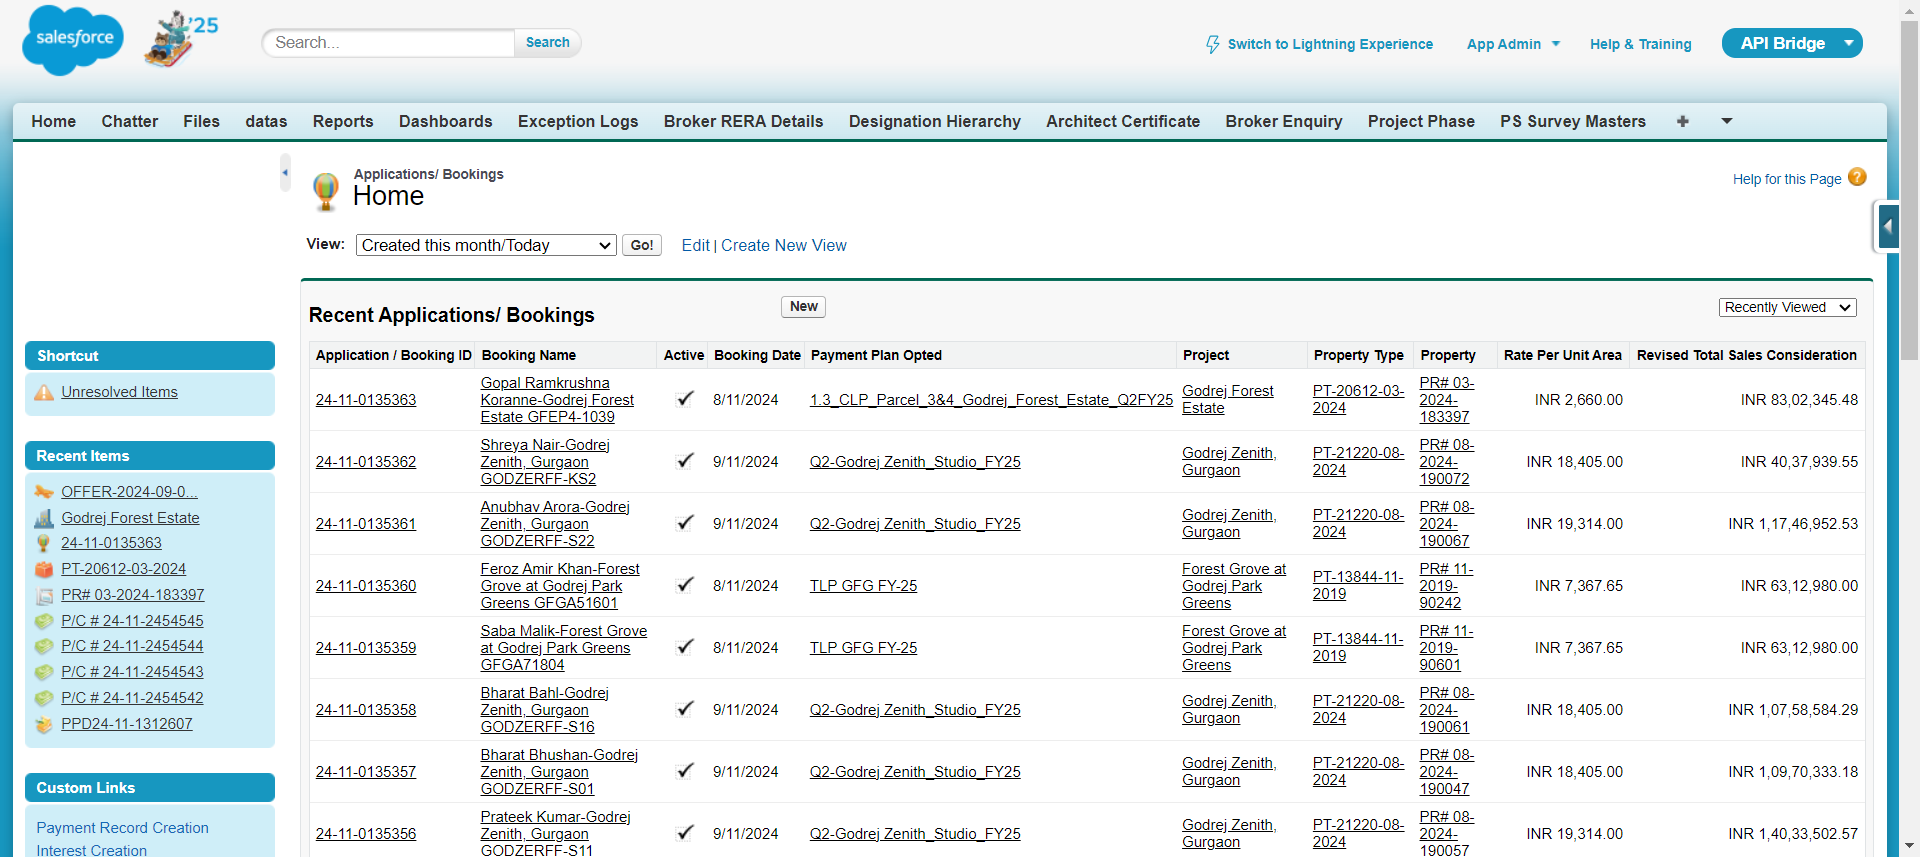 salesforce
'25
Search...
Search
Switch to Lightning Experience
App Admin
Help & Training
API Bridge
Home Chatter Files datas Reports Dashboards Exception Logs Broker RERA Details Designation Hierarchy Architect Certificate Broker Enquiry Project Phase PS Survey Masters +
Applications/ Bookings
Home
Help for this Page ?
View: Created this month/Today Go! Edit | Create New View
Shortcut
Unresolved Items
Recent Items
OFFER-2024-09-0...
Godrej Forest Estate
24-11-0135363
PT-20612-03-2024
PR# 03-2024-183397
P/C # 24-11-2454545
P/C # 24-11-2454544
P/C # 24-11-2454543
P/C # 24-11-2454542
PPD24-11-1312607
Custom Links
Payment Record Creation
Interest Creation
Recent Applications/ Bookings
New
Recently Viewed
Application / Booking ID Booking Name Active Booking Date Payment Plan Opted Project Property Type Property Rate Per Unit Area Revised Total Sales Consideration
24-11-0135363
Gopal Ramkrushna
Koranne-Godrej Forest
Estate GFEP4-1039
8/11/2024
1.3_CLP_Parcel_3&4_Godrej_Forest_Estate_Q2FY25
Godrej Forest
Estate
PT-20612-03-
2024
PR# 03-
2024-
183397
INR 2,660.00
INR 83,02,345.48
24-11-0135362
Shreya Nair-Godrej
Zenith, Gurgaon
GODZERFF-KS2
9/11/2024
Q2-Godrej Zenith_Studio_FY25
Godrej Zenith,
Gurgaon
PT-21220-08-
2024
PR# 08-
2024-
190072
INR 18,405.00
INR 40,37,939.55
24-11-0135361
Anubhav Arora-Godrej
Zenith, Gurgaon
GODZERFF-S22
9/11/2024
Q2-Godrej Zenith_Studio_FY25
Godrej Zenith,
Gurgaon
PT-21220-08-
2024
PR# 08-
2024-
190067
INR 19,314.00
INR 1,17,46,952.53
24-11-0135360
Feroz Amir Khan-Forest
Grove at Godrej Park
Greens GFGA51601
8/11/2024
TLP GFG FY-25
Forest Grove at
Godrej Park
Greens
PT-13844-11-
2019
PR# 11-
2019-
90242
INR 7,367.65
INR 63,12,980.00
24-11-0135359
Saba Malik-Forest Grove
at Godrej Park Greens
GFGA71804
8/11/2024
TLP GFG FY-25
Forest Grove at
Godrej Park
Greens
PT-13844-11-
2019
PR# 11-
2019-
90601
INR 7,367.65
INR 63,12,980.00
24-11-0135358
Bharat Bahl-Godrej
Zenith, Gurgaon
GODZERFF-S16
9/11/2024
Q2-Godrej Zenith_Studio_FY25
Godrej Zenith,
Gurgaon
PT-21220-08-
2024
PR# 08-
2024-
190061
INR 18,405.00
INR 1,07,58,584.29
24-11-0135357
Bharat Bhushan-Godrej
Zenith, Gurgaon
GODZERFF-S01
9/11/2024
Q2-Godrej Zenith_Studio_FY25
Godrej Zenith,
Gurgaon
PT-21220-08-
2024
PR# 08-
2024-
190047
INR 18,405.00
INR 1,09,70,333.18
24-11-0135356
Prateek Kumar-Godrej
Zenith, Gurgaon
GODZERFF-S11
9/11/2024
Q2-Godrej Zenith_Studio_FY25
Godrej Zenith,
Gurgaon
PT-21220-08-
2024
PR# 08-
2024-
190057
INR 19,314.00
INR 1,40,33,502.57